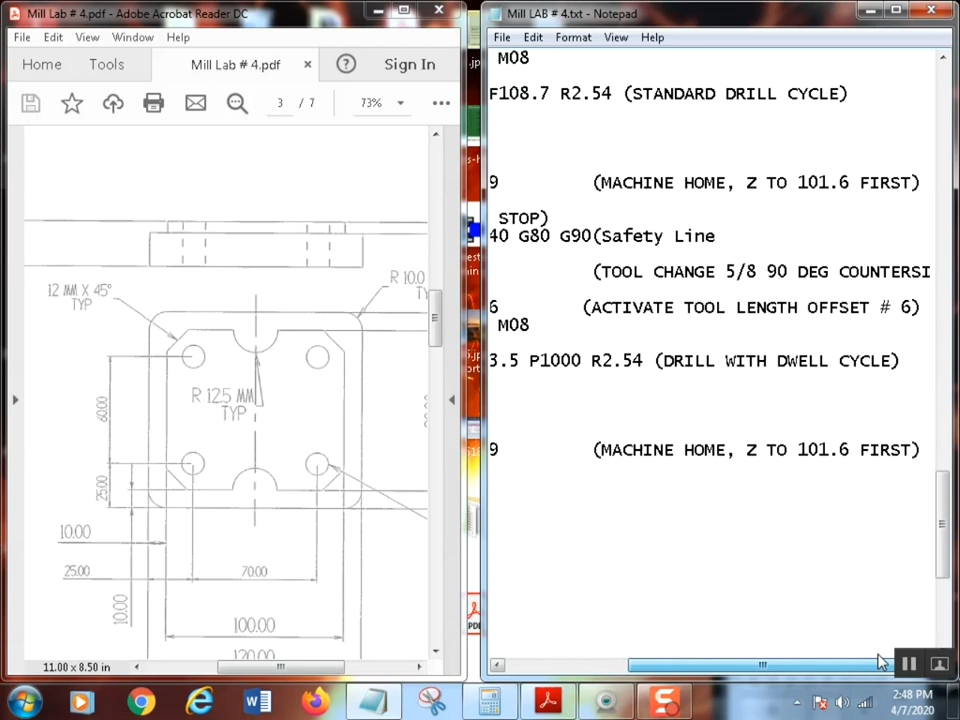 Mill Lab # 4.pdf - Adobe Acrobat Reader DC
File Edit View Window Help
Home Tools Mill Lab # 4.pdf × ? Sign In
3 / 7 73%
12 MM X 45°
TYP
R 10.0
R 12.5 MM
TYP
60.00
25.00
10.00
25.00 70.00
10.00
100.00
120.00
11.00 x 8.50 in
Mill LAB # 4.txt - Notepad
File Edit Format View Help
M08
F108.7 R2.54 (STANDARD DRILL CYCLE)
9 (MACHINE HOME, Z TO 101.6 FIRST)
STOP)
40 G80 G90(Safety Line
(TOOL CHANGE 5/8 90 DEG COUNTERSI
6 (ACTIVATE TOOL LENGTH OFFSET # 6)
M08
3.5 P1000 R2.54 (DRILL WITH DWELL CYCLE)
9 (MACHINE HOME, Z TO 101.6 FIRST)
2:48 PM
4/7/2020